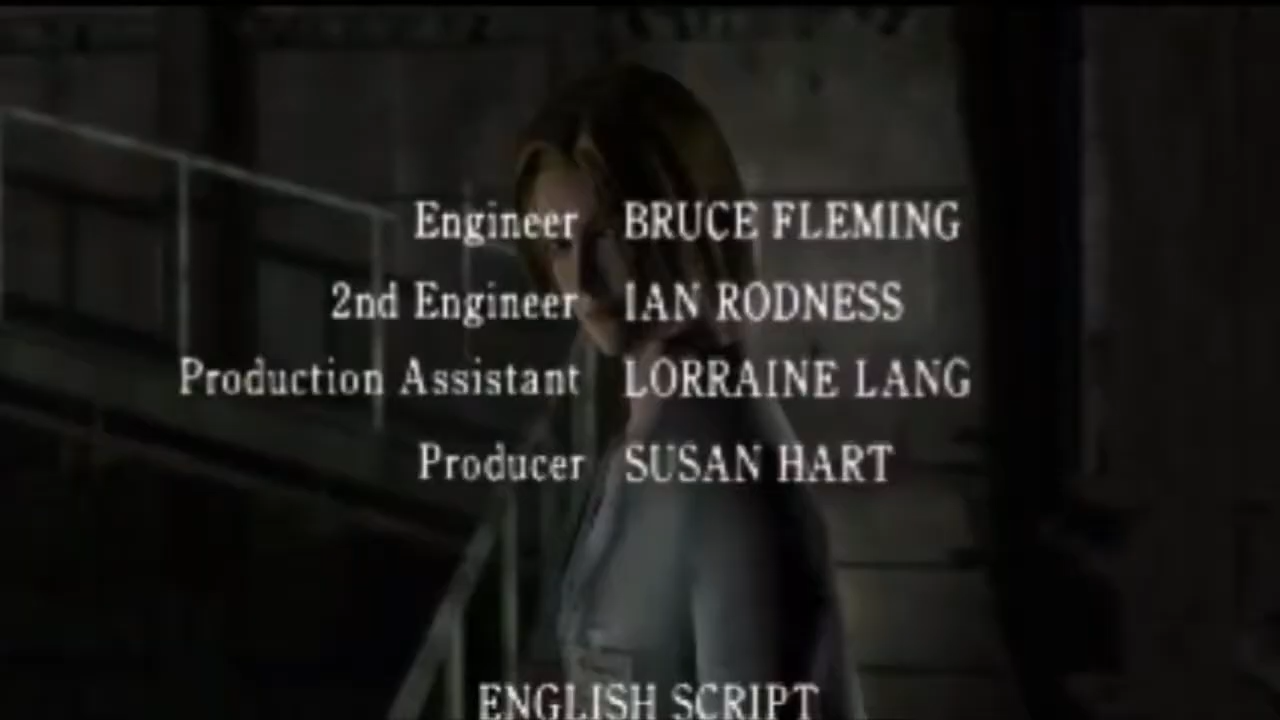 Engineer BRUCE FLEMING
2nd Engineer IAN RODNESS
Production Assistant LORRAINE LANG
Producer SUSAN HART
ENGLISH SCRIPT